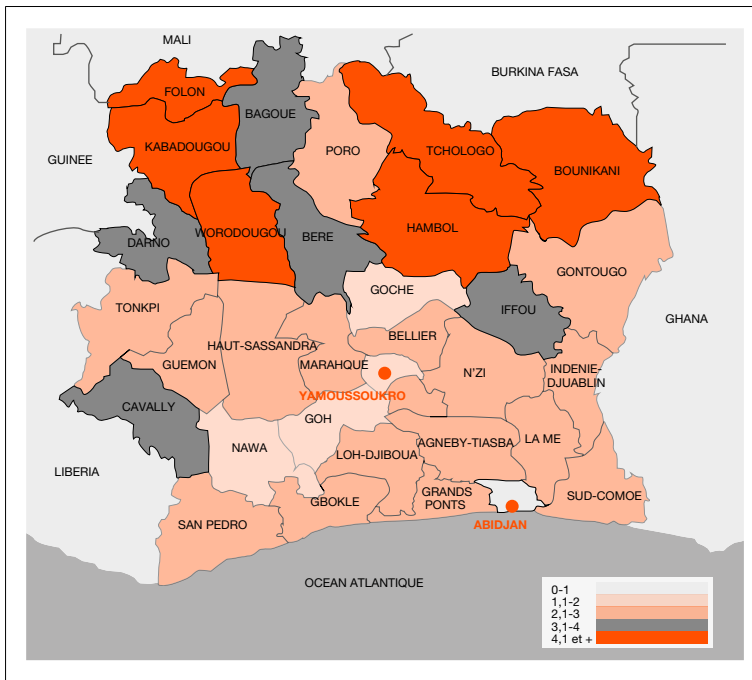 MALI
BURKINA FASA
FOLON
BAGOUE
KABADOUGOU
PORO
TCHOLOGO
GUINEE
BOUNIKANI
WORODOUGOU
BERE
HAMBOL
DARNO
GONTOUGO
GOCHE
TONKPI
IFFOU
GHANA
BELLIER
HAUT-SASSANDRA
GUEMON
MARAHQUE
N'ZI
INDENIE-
DJUABLIN
YAMOUSSOUKRO
CAVALLY
GOH
NAWA
AGNEBY-TIASBA
LA ME
LOH-DJIBOUA
LIBERIA
GRANDS
PONTS
SUD-COMOE
GBOKLE
SAN PEDRO
ABIDJAN
OCEAN ATLANTIQUE
0-1
1,1-2
2,1-3
3,1-4
4,1 et +